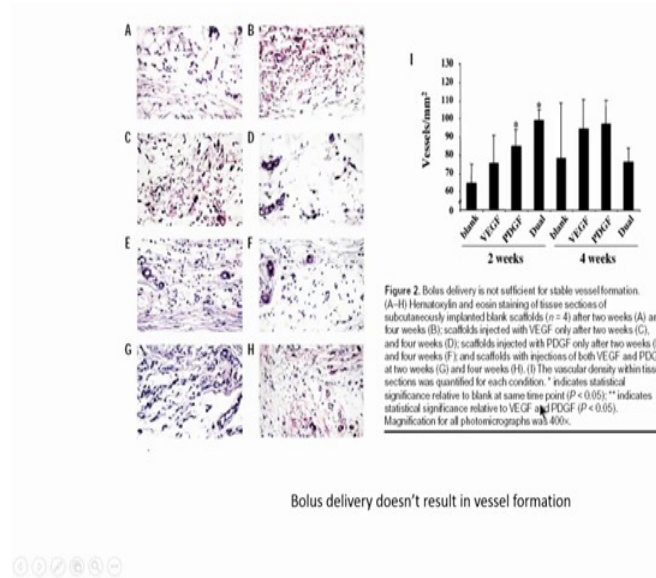 A
B
C
D
E
F
G
H
I
Vessels/mm²
130
120
110
100
90
80
70
60
0
blank
VEGF
PDGF
Dual
blank
VEGF
PDGF
Dual
2 weeks
4 weeks
Figure 2. Bolus delivery is not sufficient for stable vessel formation.
(A–H) Hematoxylin and eosin staining of tissue sections of
subcutaneously implanted blank scaffolds (n = 4) after two weeks (A) an
four weeks (B); scaffolds injected with VEGF only after two weeks (C),
and four weeks (D); scaffolds injected with PDGF only after two weeks (
and four weeks (F); and scaffolds with injections of both VEGF and PDG
at two weeks (G) and four weeks (H). (I) The vascular density within tiss
sections was quantified for each condition. * indicates statistical
significance relative to blank at same time point (P < 0.05); ** indicates
statistical significance relative to VEGF and PDGF (P < 0.05).
Magnification for all photomicrographs was 400×.
Bolus delivery doesn't result in vessel formation